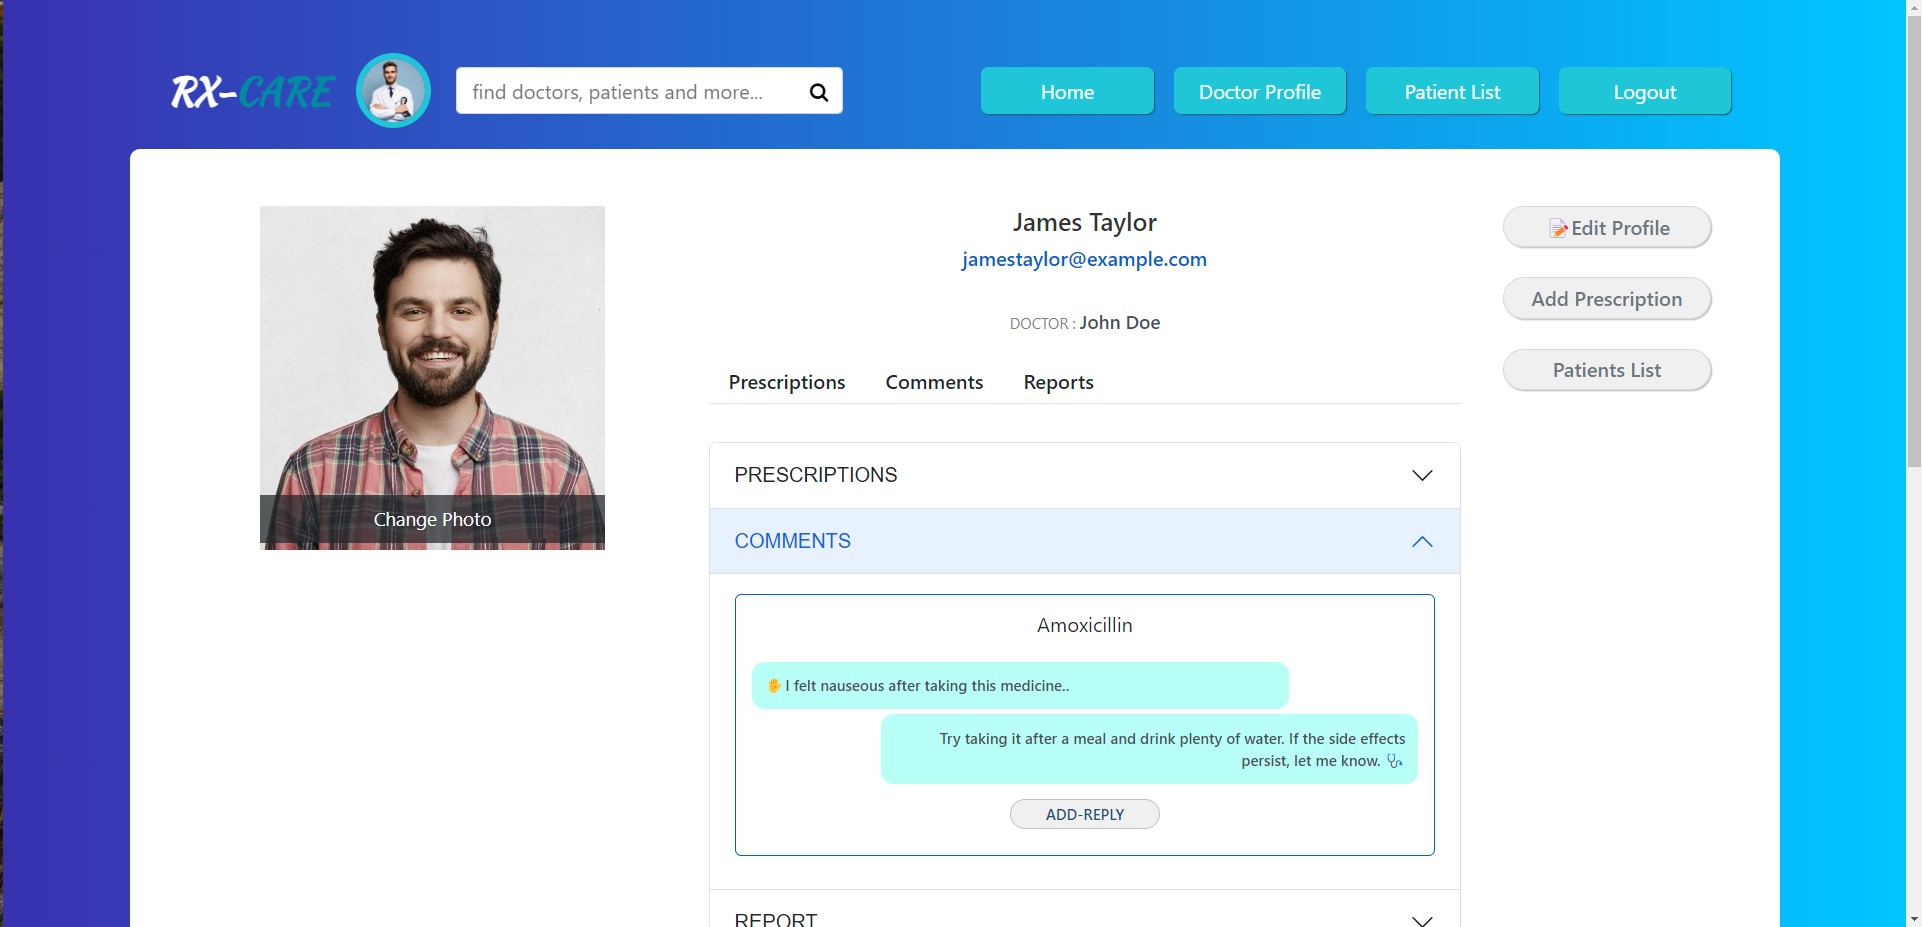 RX-CARE
find doctors, patients and more...
Home
Doctor Profile
Patient List
Logout
James Taylor
jamestaylor@example.com
DOCTOR : John Doe
Edit Profile
Add Prescription
Patients List
Change Photo
Prescriptions
Comments
Reports
PRESCRIPTIONS
COMMENTS
Amoxicillin
I felt nauseous after taking this medicine..
Try taking it after a meal and drink plenty of water. If the side effects
persist, let me know.
ADD-REPLY
REPORT